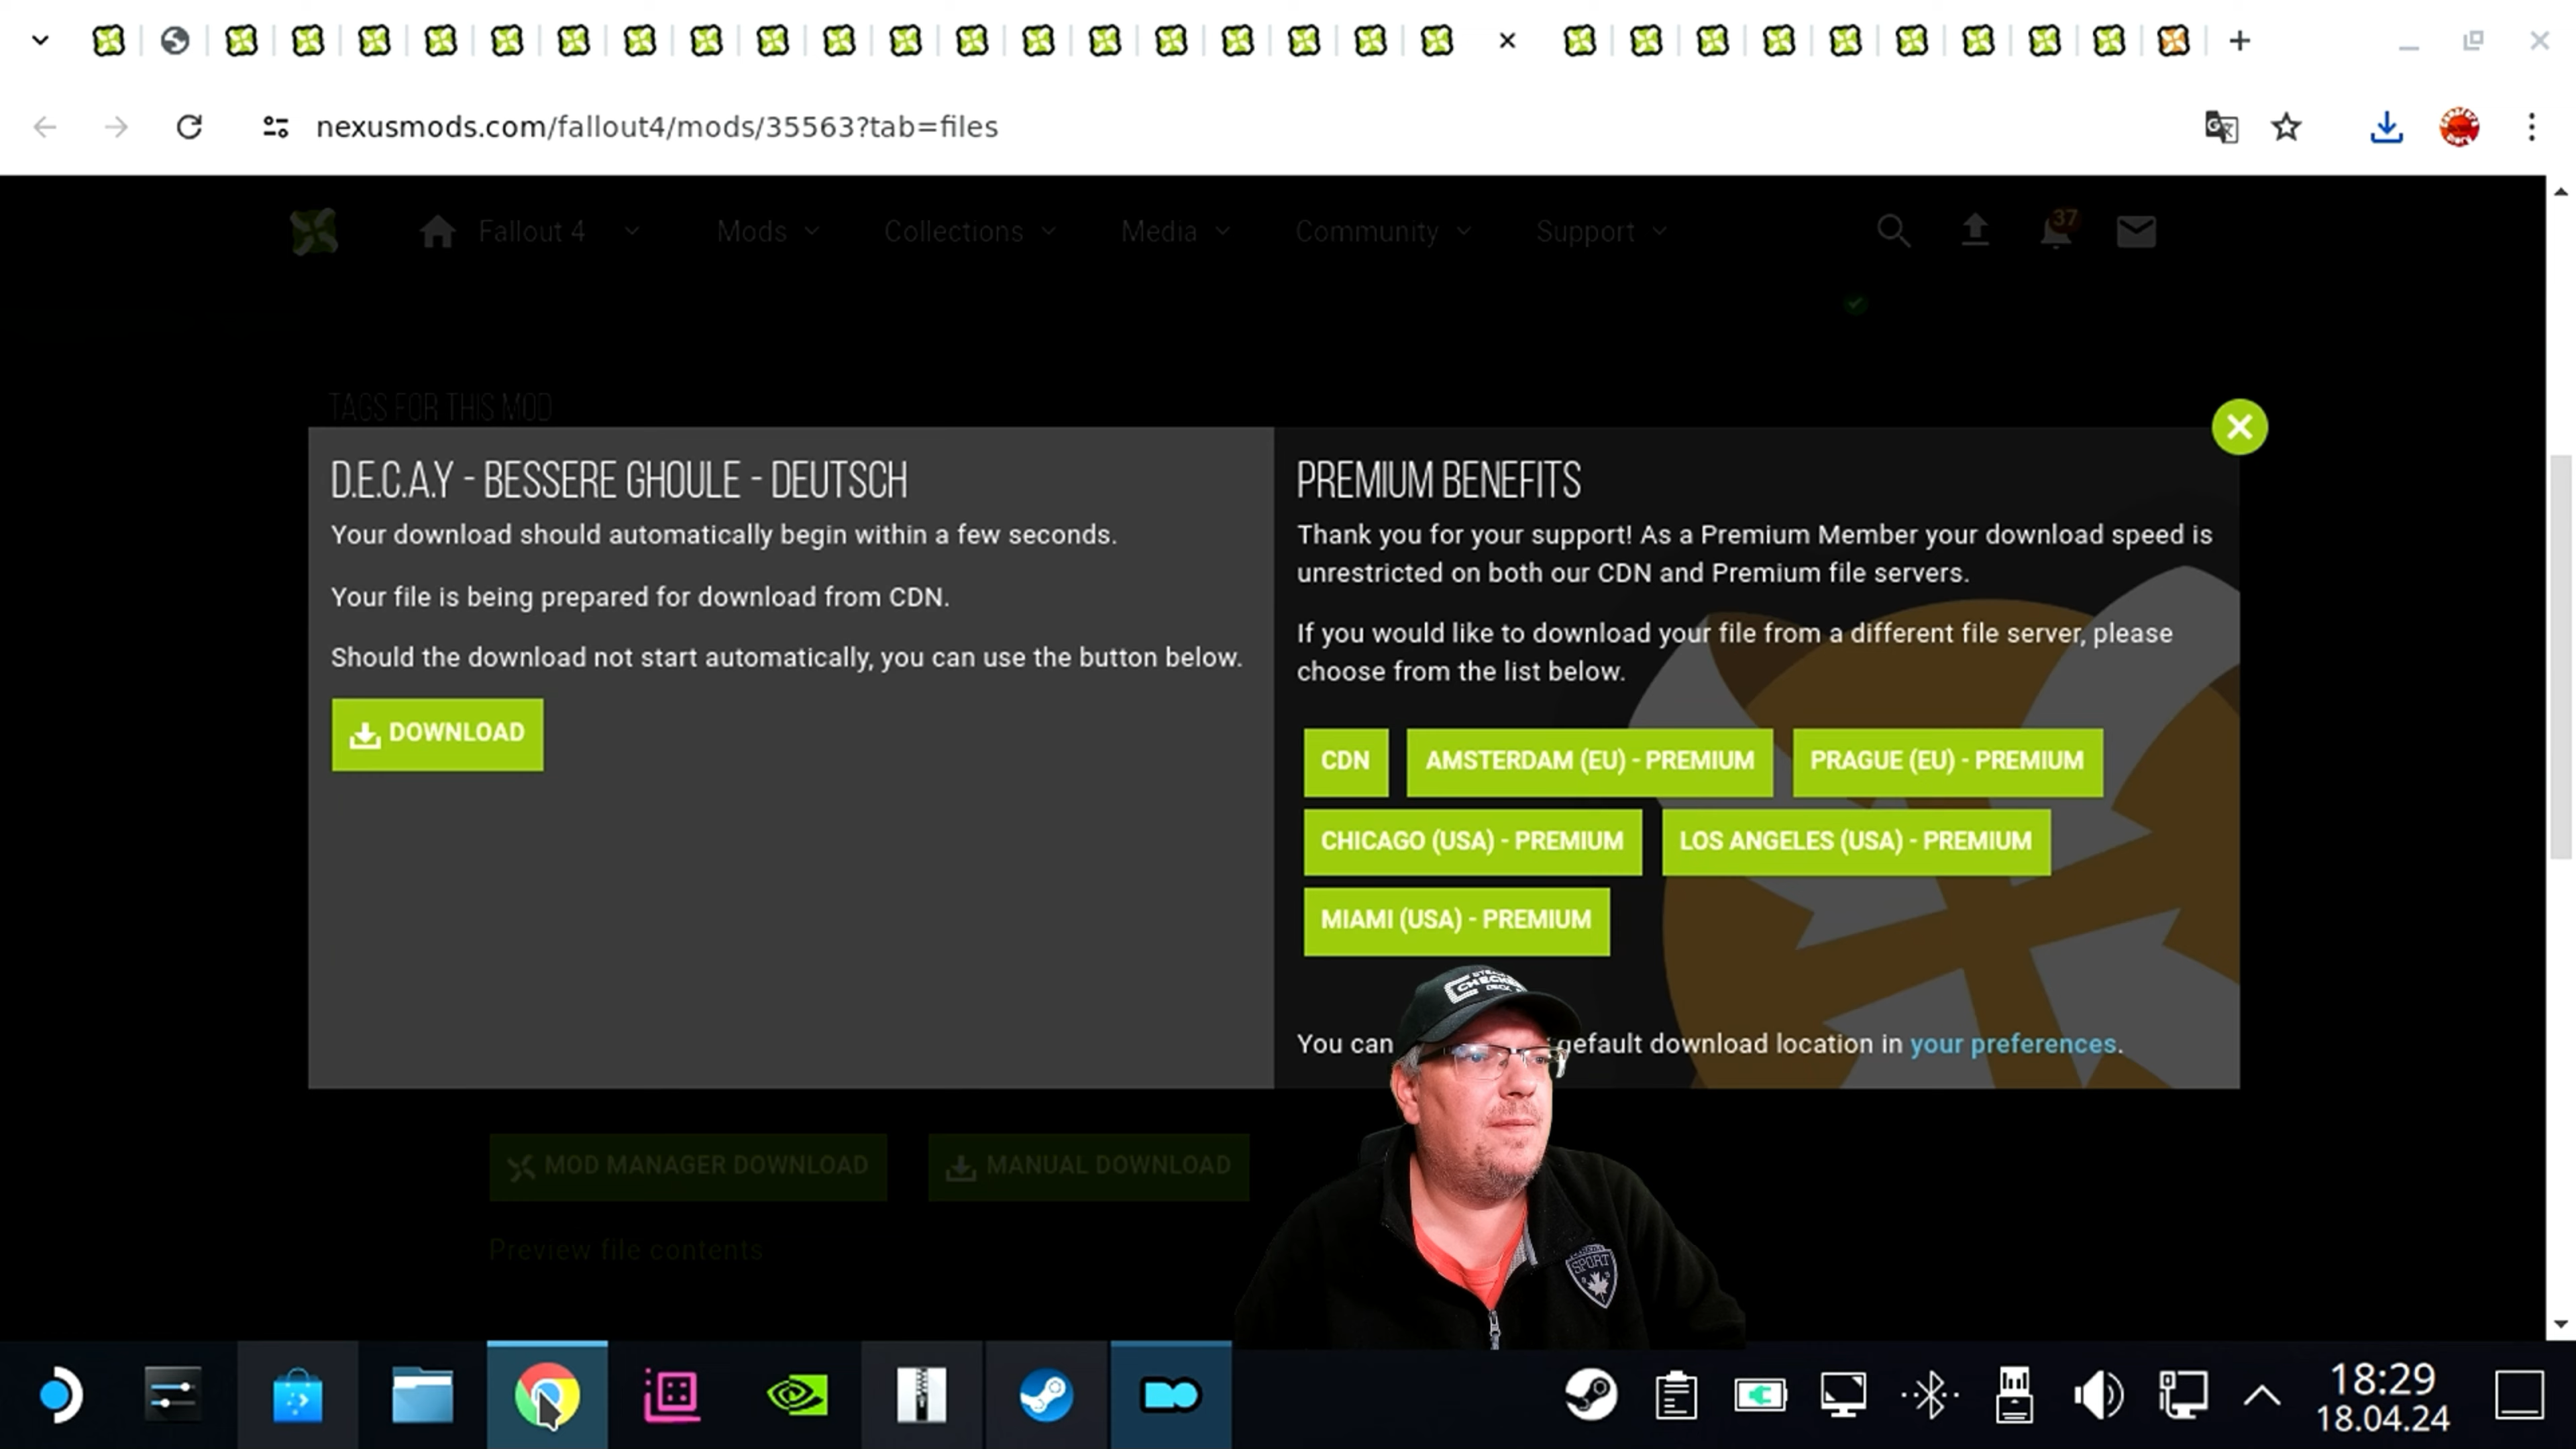 nexusmods.com/fallout4/mods/35563?tab=files
Fallout 4 Mods Collections Media Community Support 37
TAGS FOR THIS MOD
D.E.C.A.Y - BESSERE GHOULE - DEUTSCH
Your download should automatically begin within a few seconds.
Your file is being prepared for download from CDN.
Should the download not start automatically, you can use the button below.
DOWNLOAD
PREMIUM BENEFITS
Thank you for your support! As a Premium Member your download speed is
unrestricted on both our CDN and Premium file servers.
If you would like to download your file from a different file server, please
choose from the list below.
CDN AMSTERDAM (EU) - PREMIUM PRAGUE (EU) - PREMIUM
CHICAGO (USA) - PREMIUM LOS ANGELES (USA) - PREMIUM
MIAMI (USA) - PREMIUM
You can efault download location in your preferences.
CHECK
DECK
MOD MANAGER DOWNLOAD MANUAL DOWNLOAD
Preview file contents
SPORT
18:29
18.04.24